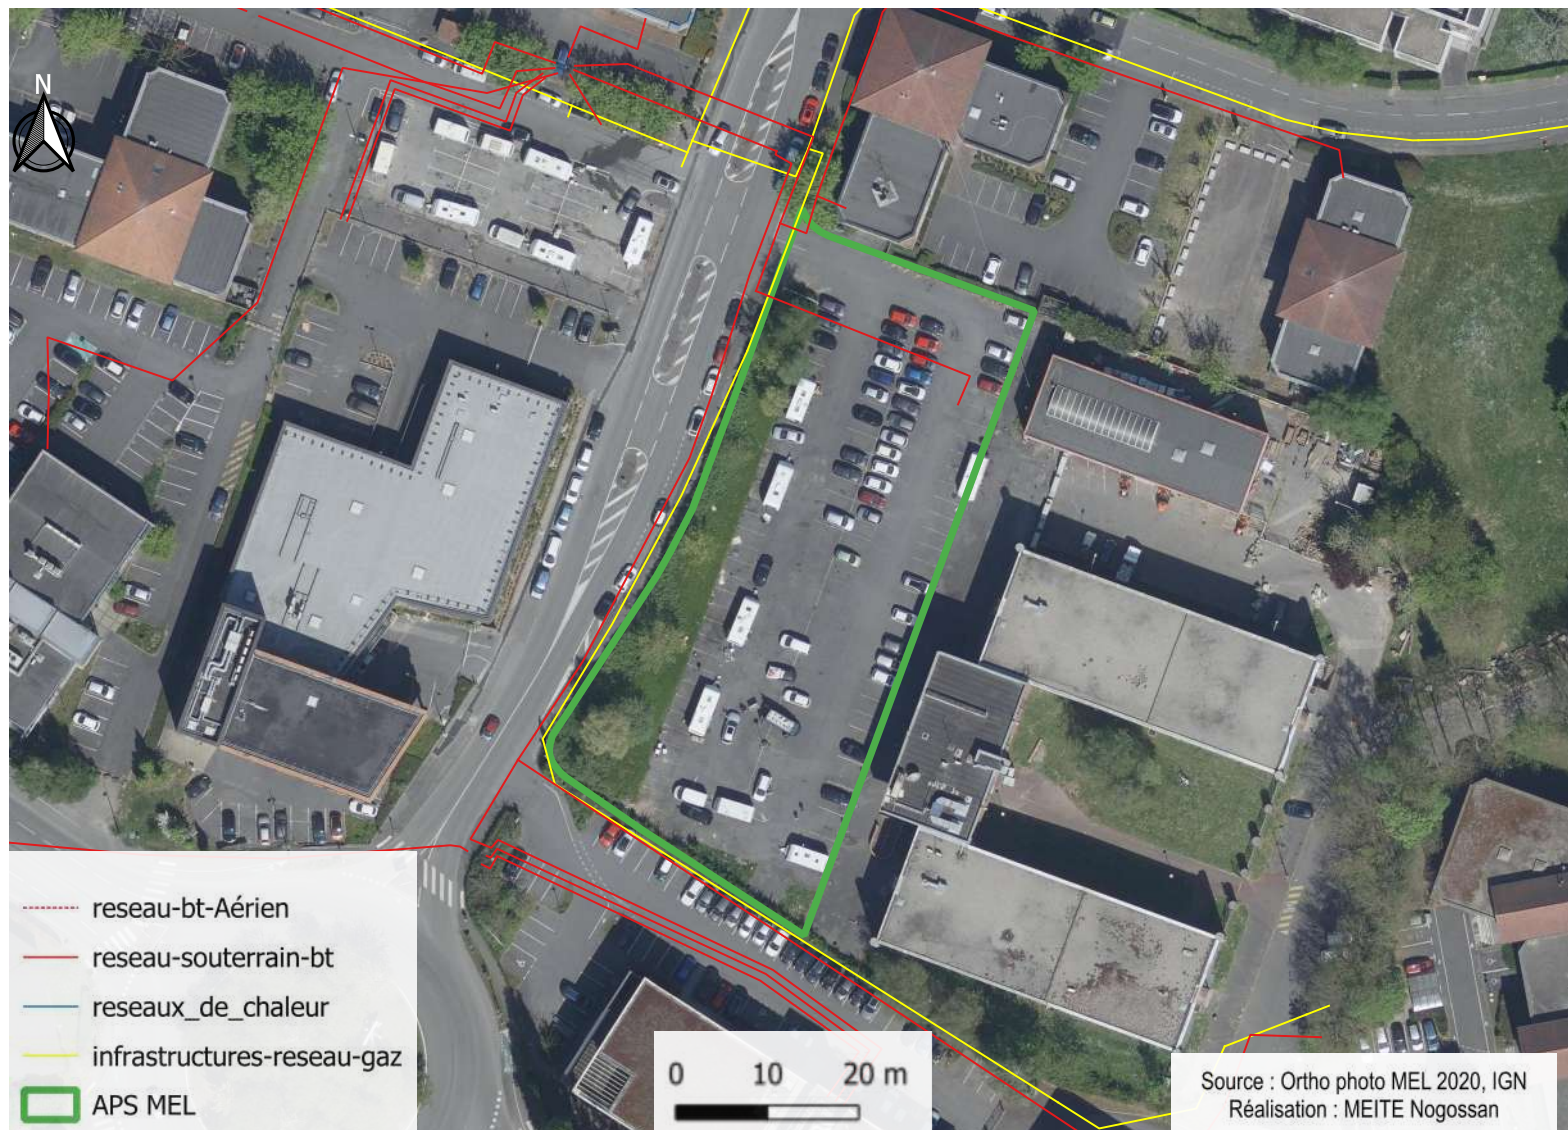 N
reseau-bt-Aérien
reseau-souterrain-bt
reseaux_de_chaleur
infrastructures-reseau-gaz
APS MEL
0 10 20 m
Source : Ortho photo MEL 2020, IGN
Réalisation : MEITE Nogossan